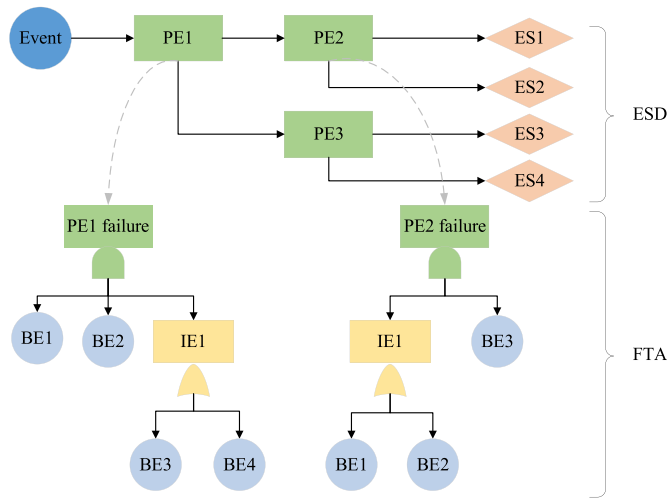 Event
PE1
PE2
ES1
ES2
ESD
PE3
ES3
ES4
PE1 failure
PE2 failure
BE1
BE2
IE1
IE1
BE3
FTA
BE3
BE4
BE1
BE2